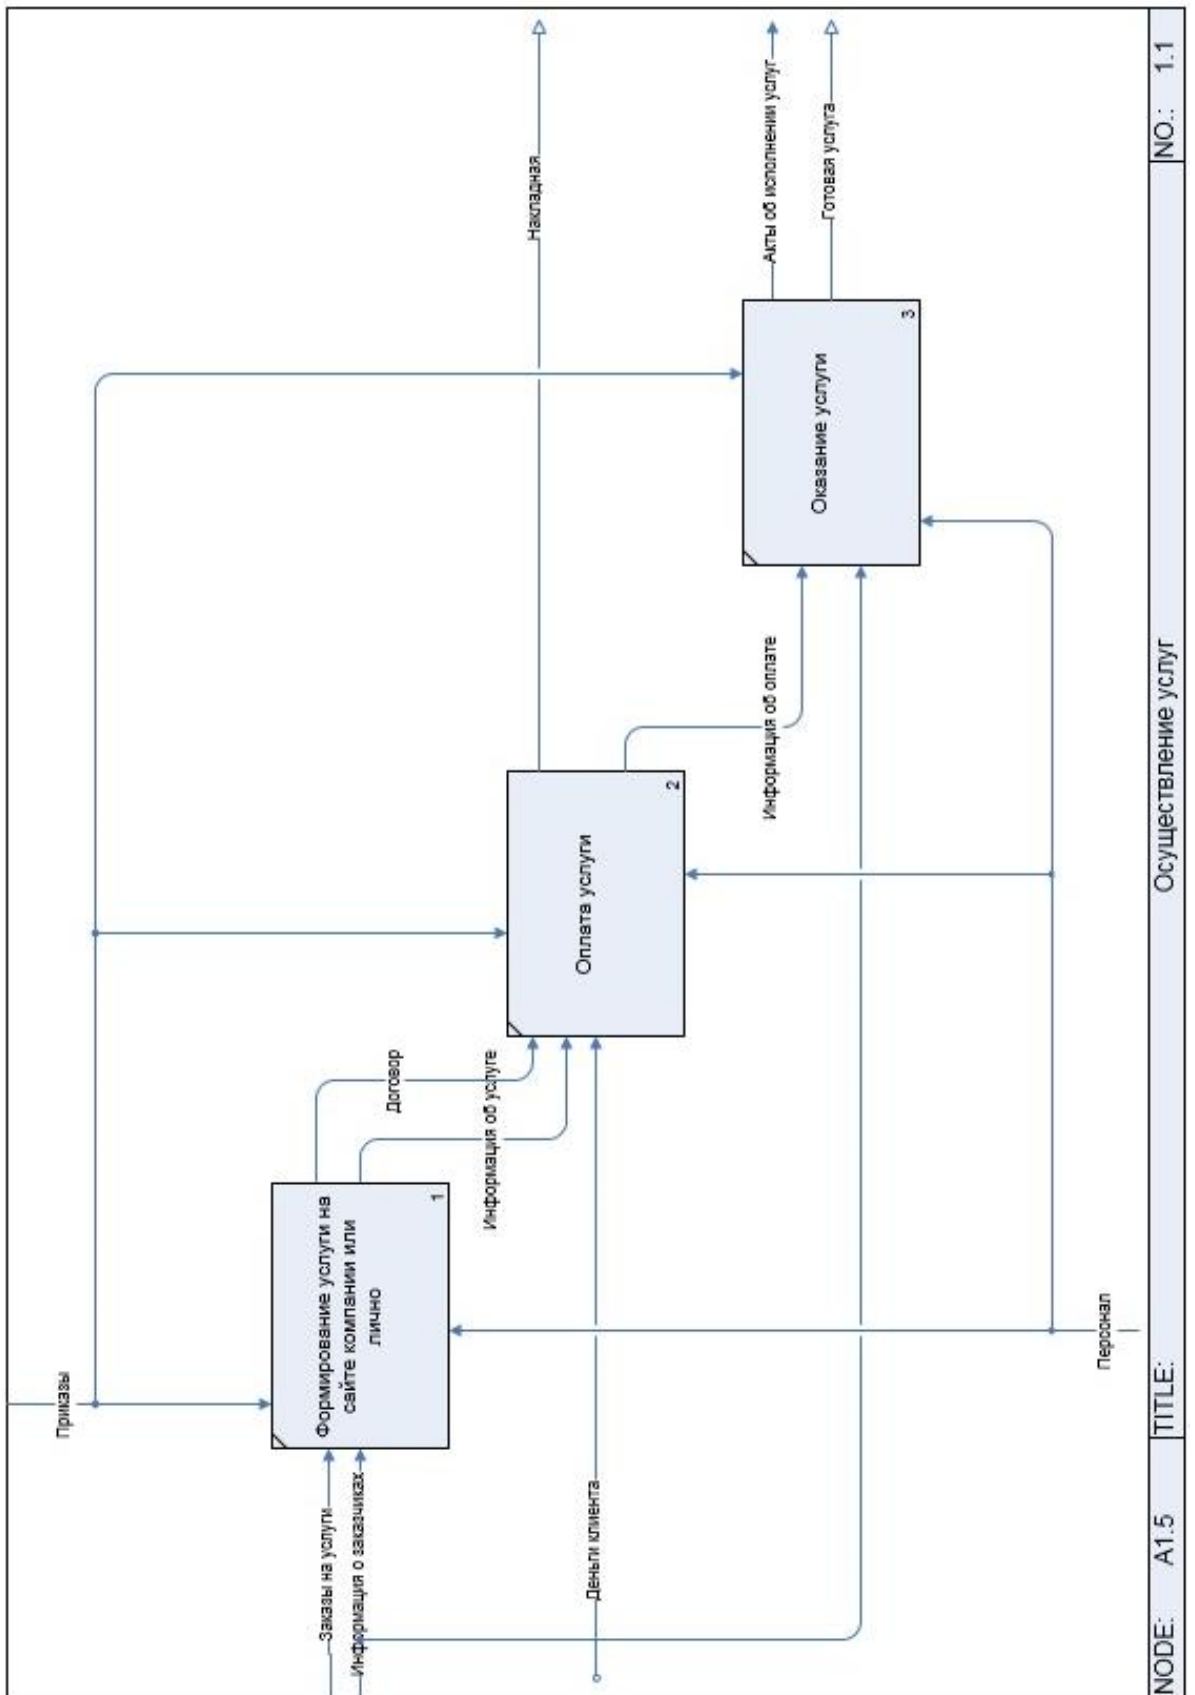 Приказы
Накладная
Заказы на услуги
Информация о заказчиках
Формирование услуги на
сайте компании или
лично
1
Договор
Информация об услуге
Деньги клиента
Оплата услуги
2
Информация об оплате
Оказание услуги
3
Акты об исполнении услуг
Готовая услуга
Персонал
NODE: A1.5 TITLE: Осуществление услуг NO.: 1.1